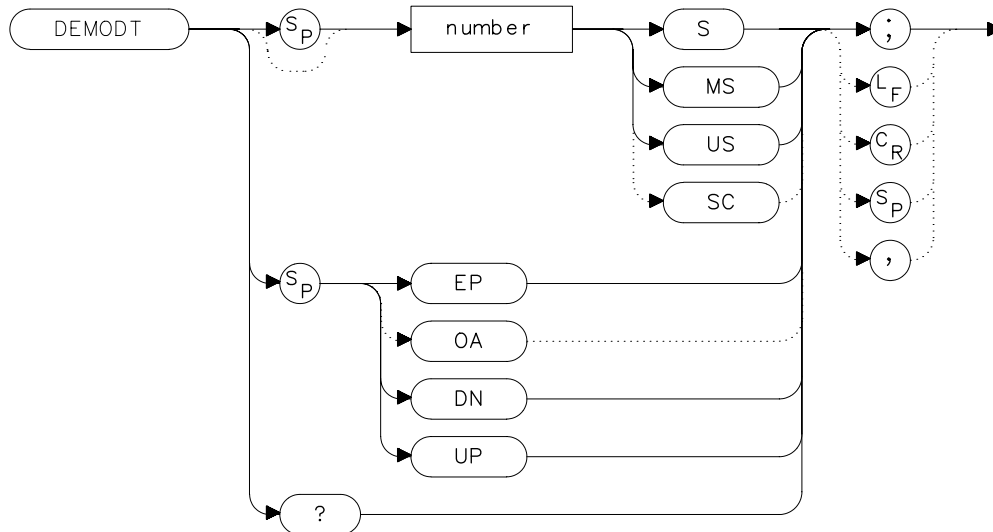 DEMODT SP number S ;
MS LF
US CR
SC SP
,
SP EP
OA
DN
UP
?